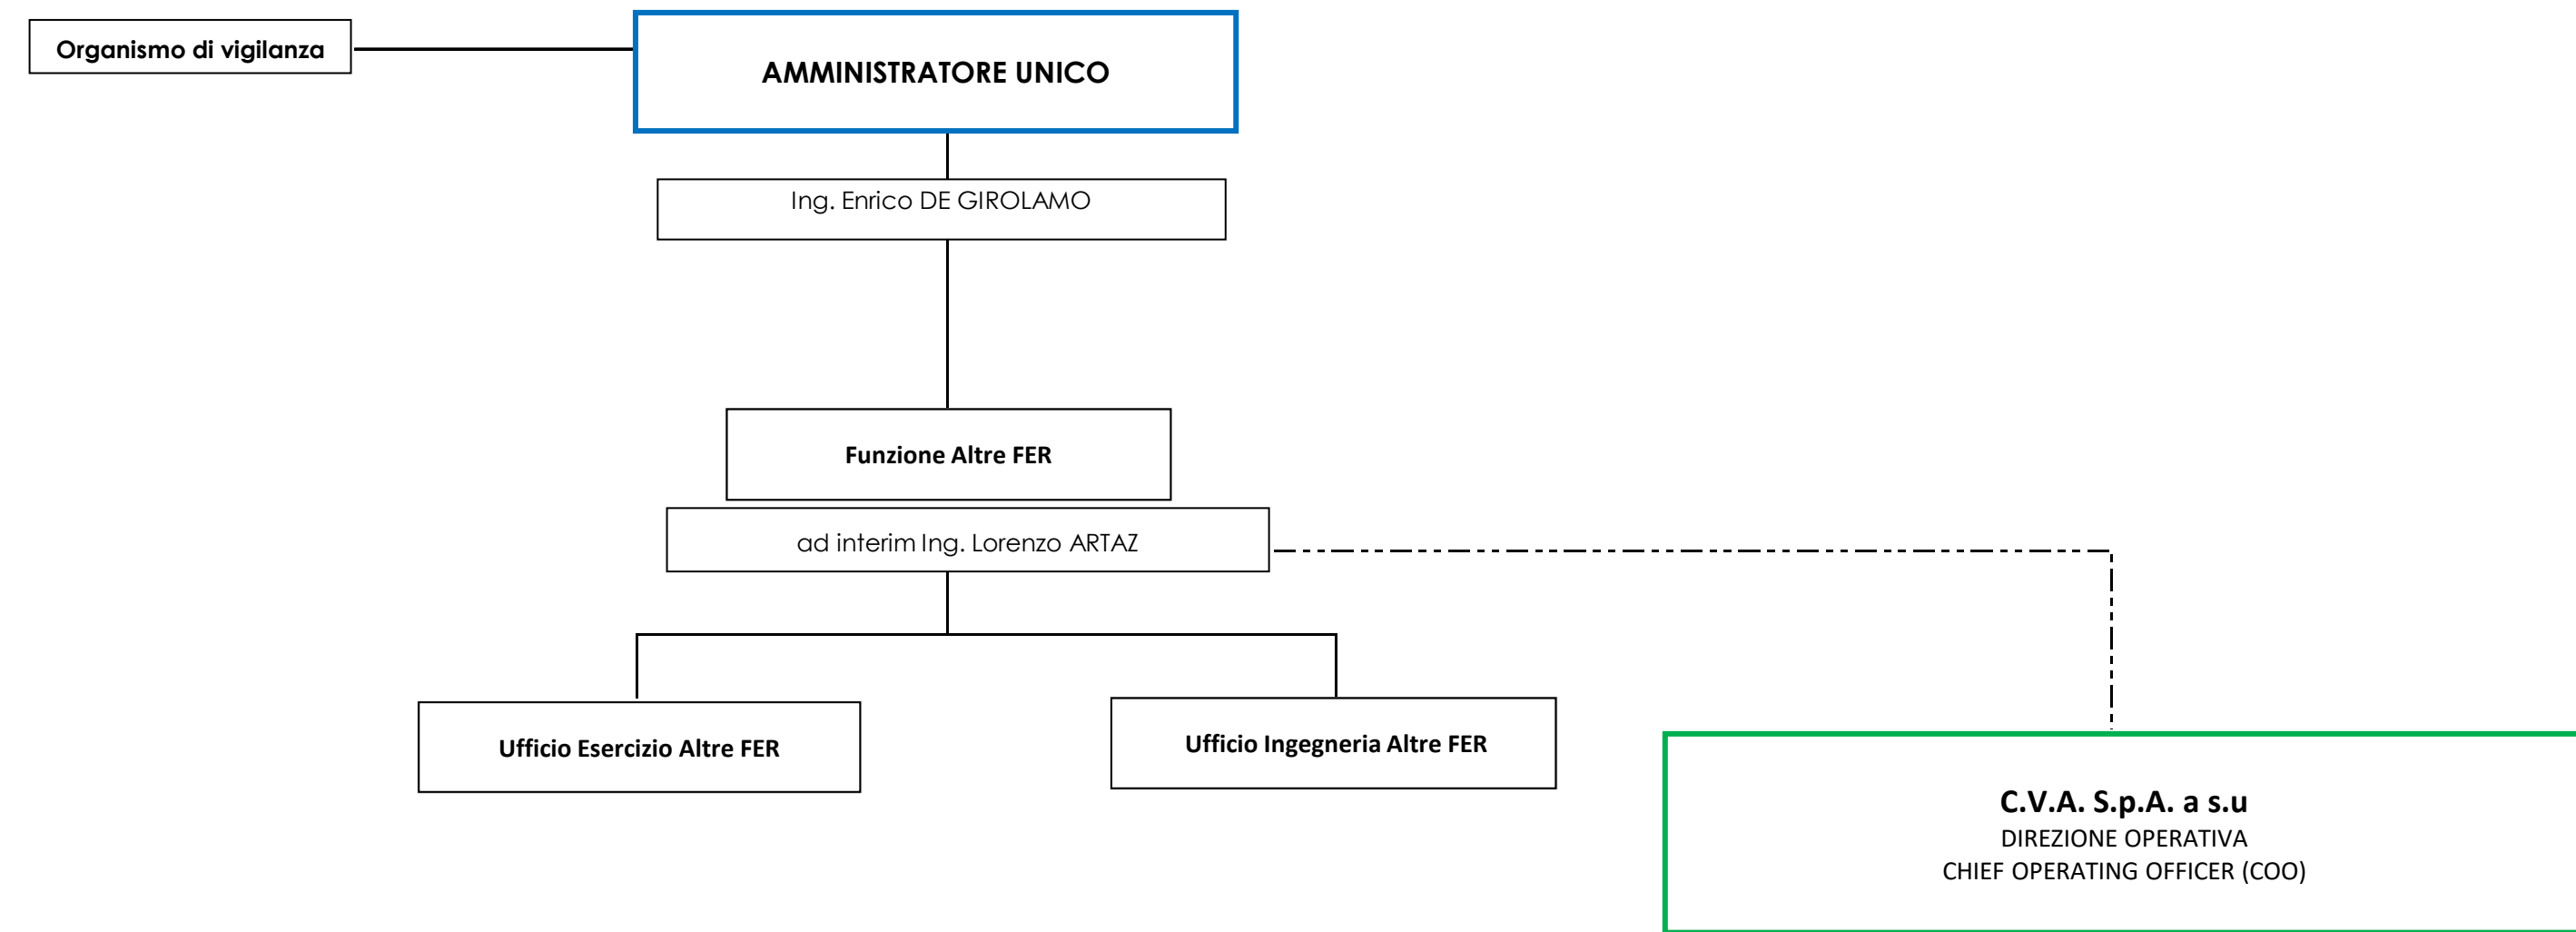 Organismo di vigilanza
AMMINISTRATORE UNICO
Ing. Enrico DE GIROLAMO
Funzione Altre FER
ad interim Ing. Lorenzo ARTAZ
Ufficio Esercizio Altre FER
Ufficio Ingegneria Altre FER
C.V.A. S.p.A. a s.u
DIREZIONE OPERATIVA
CHIEF OPERATING OFFICER (COO)